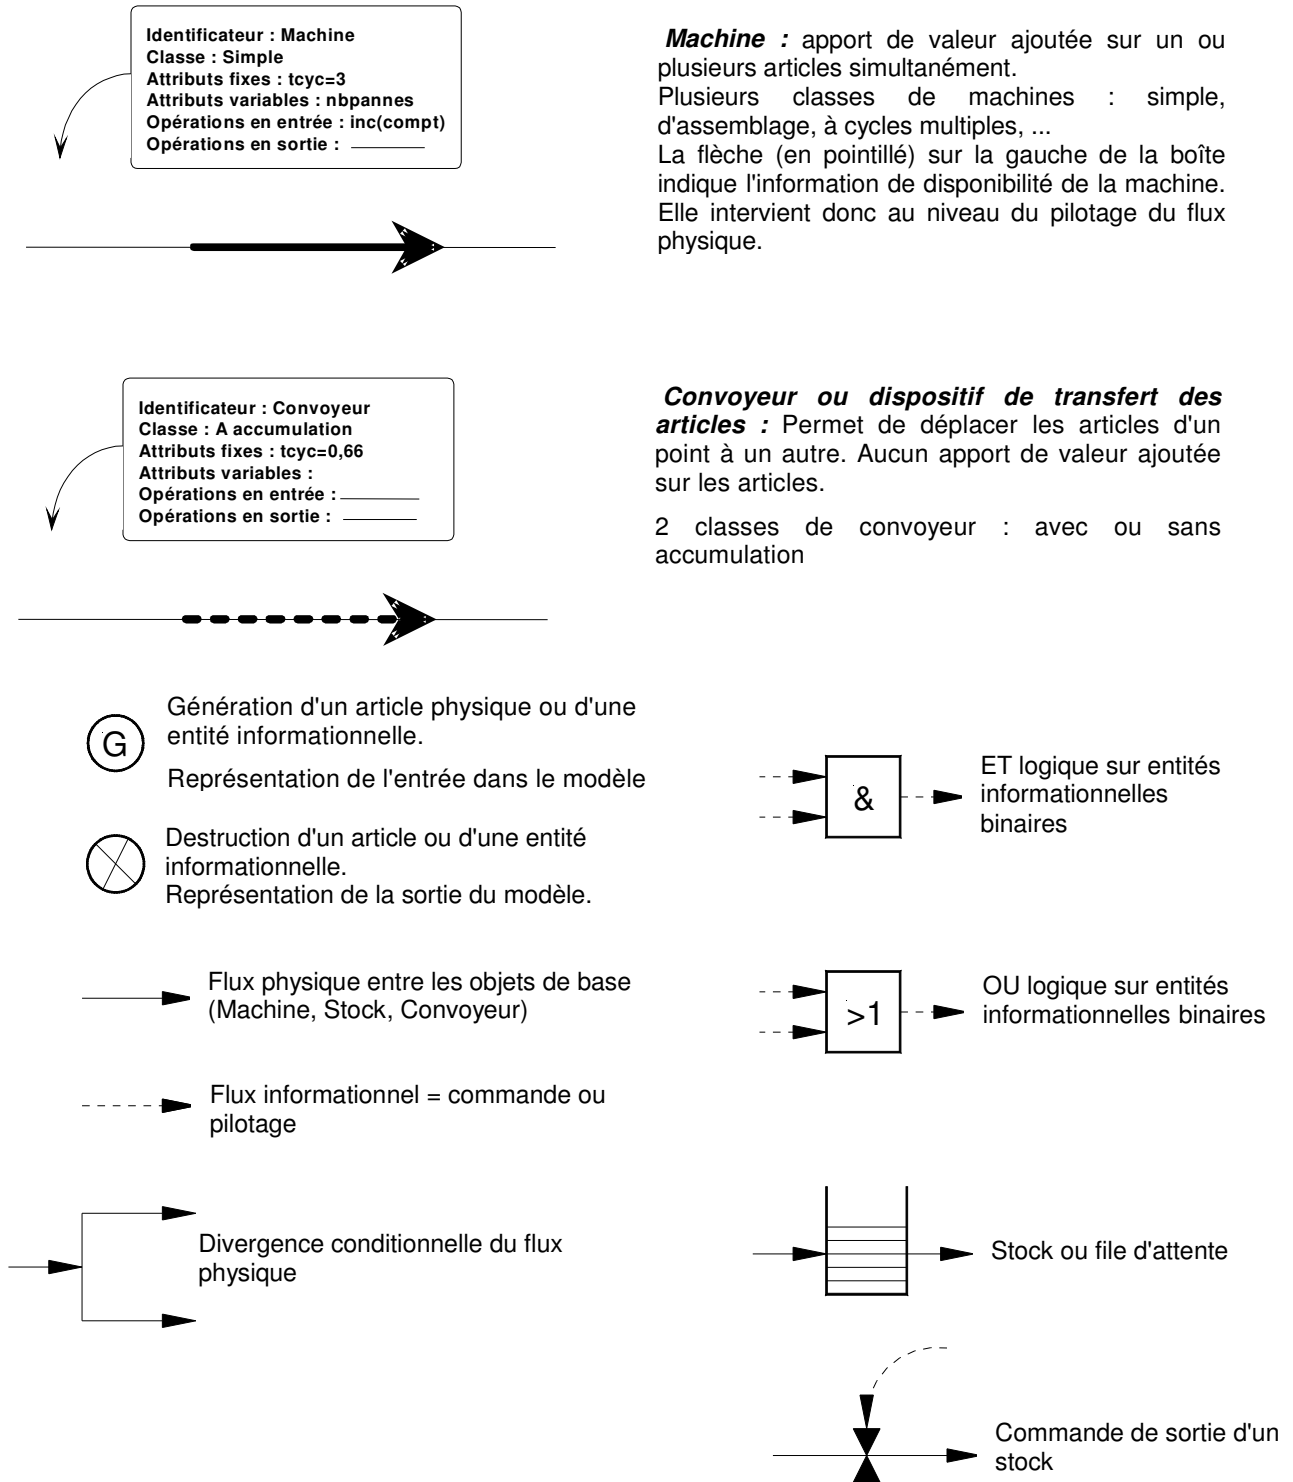 Identificateur : Machine
Classe : Simple
Attributs fixes : tcyc=3
Attributs variables : nbpannes
Opérations en entrée : inc(compt)
Opérations en sortie :
Machine : apport de valeur ajoutée sur un ou
plusieurs articles simultanément.
Plusieurs classes de machines : simple,
d'assemblage, à cycles multiples, ...
La flèche (en pointillé) sur la gauche de la boîte
indique l'information de disponibilité de la machine.
Elle intervient donc au niveau du pilotage du flux
physique.
Identificateur : Convoyeur
Classe : A accumulation
Attributs fixes : tcyc=0,66
Attributs variables :
Opérations en entrée :
Opérations en sortie :
Convoyeur ou dispositif de transfert des
articles : Permet de déplacer les articles d'un
point à un autre. Aucun apport de valeur ajoutée
sur les articles.
2 classes de convoyeur : avec ou sans
accumulation
G
Génération d'un article physique ou d'une
entité informationnelle.
Représentation de l'entrée dans le modèle
Destruction d'un article ou d'une entité
informationnelle.
Représentation de la sortie du modèle.
Flux physique entre les objets de base
(Machine, Stock, Convoyeur)
Flux informationnel = commande ou
pilotage
Divergence conditionnelle du flux
physique
&
ET logique sur entités
informationnelles
binaires
>1
OU logique sur entités
informationnelles binaires
Stock ou file d'attente
Commande de sortie d'un
stock